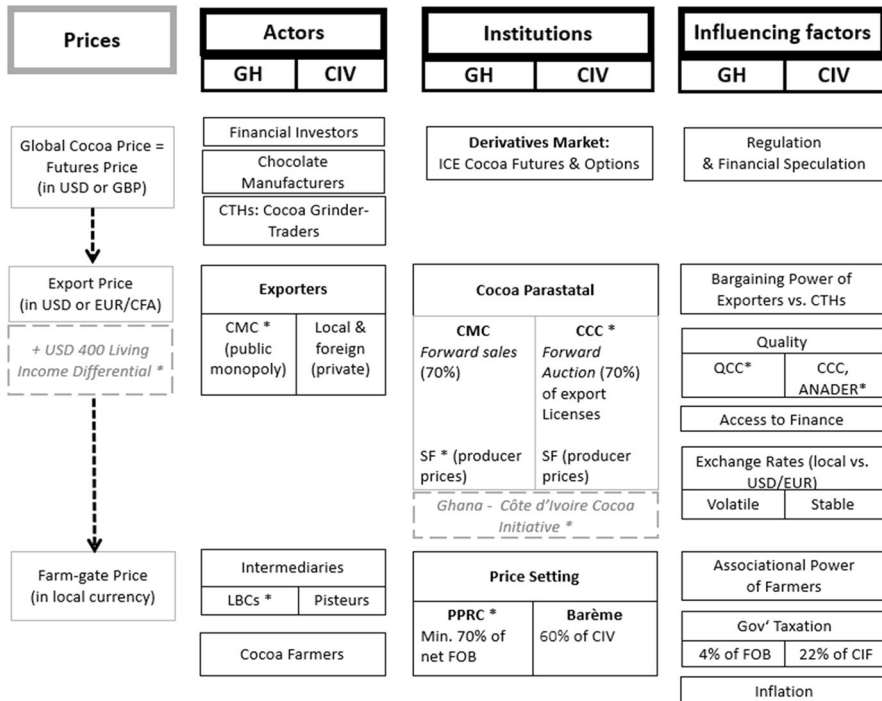 Prices
Actors
GH
CIV
Institutions
GH
CIV
Influencing factors
GH
CIV
Global Cocoa Price =
Futures Price
(in USD or GBP)
Financial Investors
Chocolate
Manufacturers
CTHs: Cocoa Grinder-
Traders
Derivatives Market:
ICE Cocoa Futures & Options
Regulation
& Financial Speculation
Export Price
(in USD or EUR/CFA)
+ USD 400 Living
Income Differential *
Exporters
CMC *
(public
monopoly)
Local &
foreign
(private)
Cocoa Parastatal
CMC
Forward sales
(70%)
SF * (producer
prices)
CCC *
Forward
Auction (70%)
of export
Licenses
SF (producer
prices)
Ghana - Côte d'Ivoire Cocoa
Initiative *
Bargaining Power of
Exporters vs. CTHs
Quality
QCC*
CCC,
ANADER*
Access to Finance
Exchange Rates (local vs.
USD/EUR)
Volatile
Stable
Farm-gate Price
(in local currency)
Intermediaries
LBCs *
Pisteurs
Cocoa Farmers
Price Setting
PPRC *
Min. 70% of
net FOB
Barème
60% of CIV
Associational Power
of Farmers
Gov‘ Taxation
4% of FOB
22% of CIF
Inflation